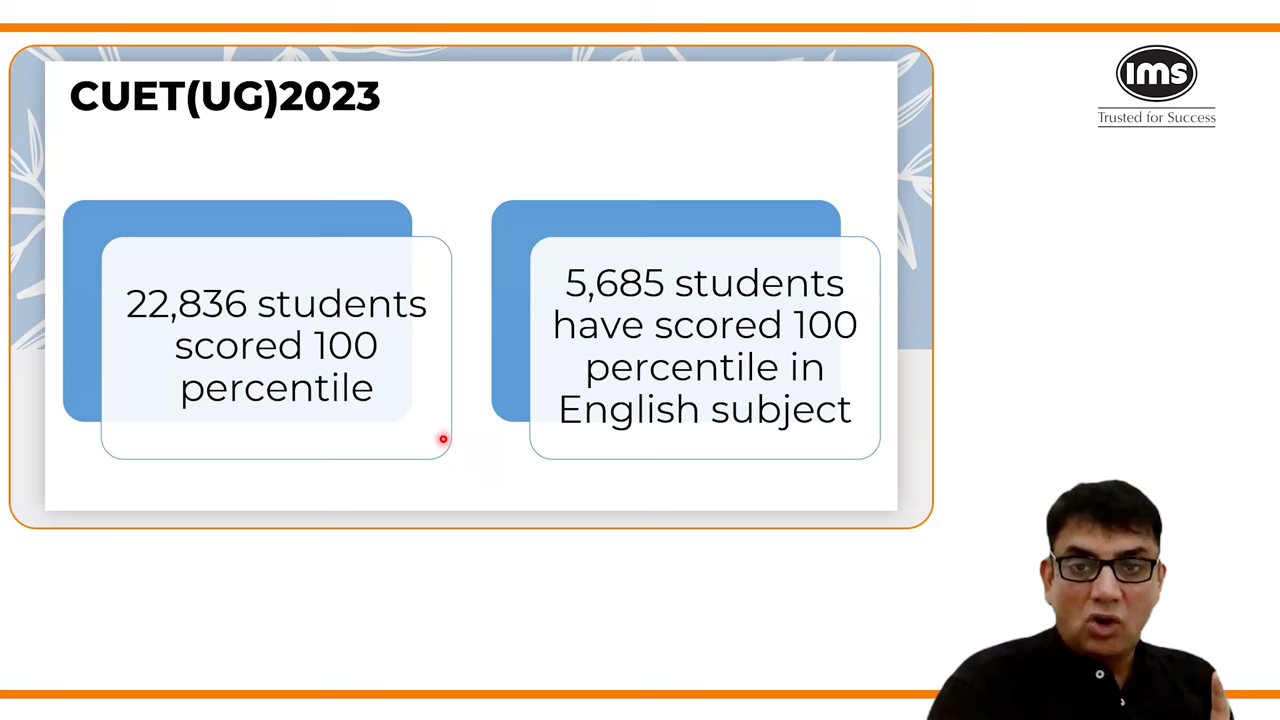 CUET(UG)2023
ims
Trusted for Success
22,836 students
scored 100
percentile
5,685 students
have scored 100
percentile in
English subject